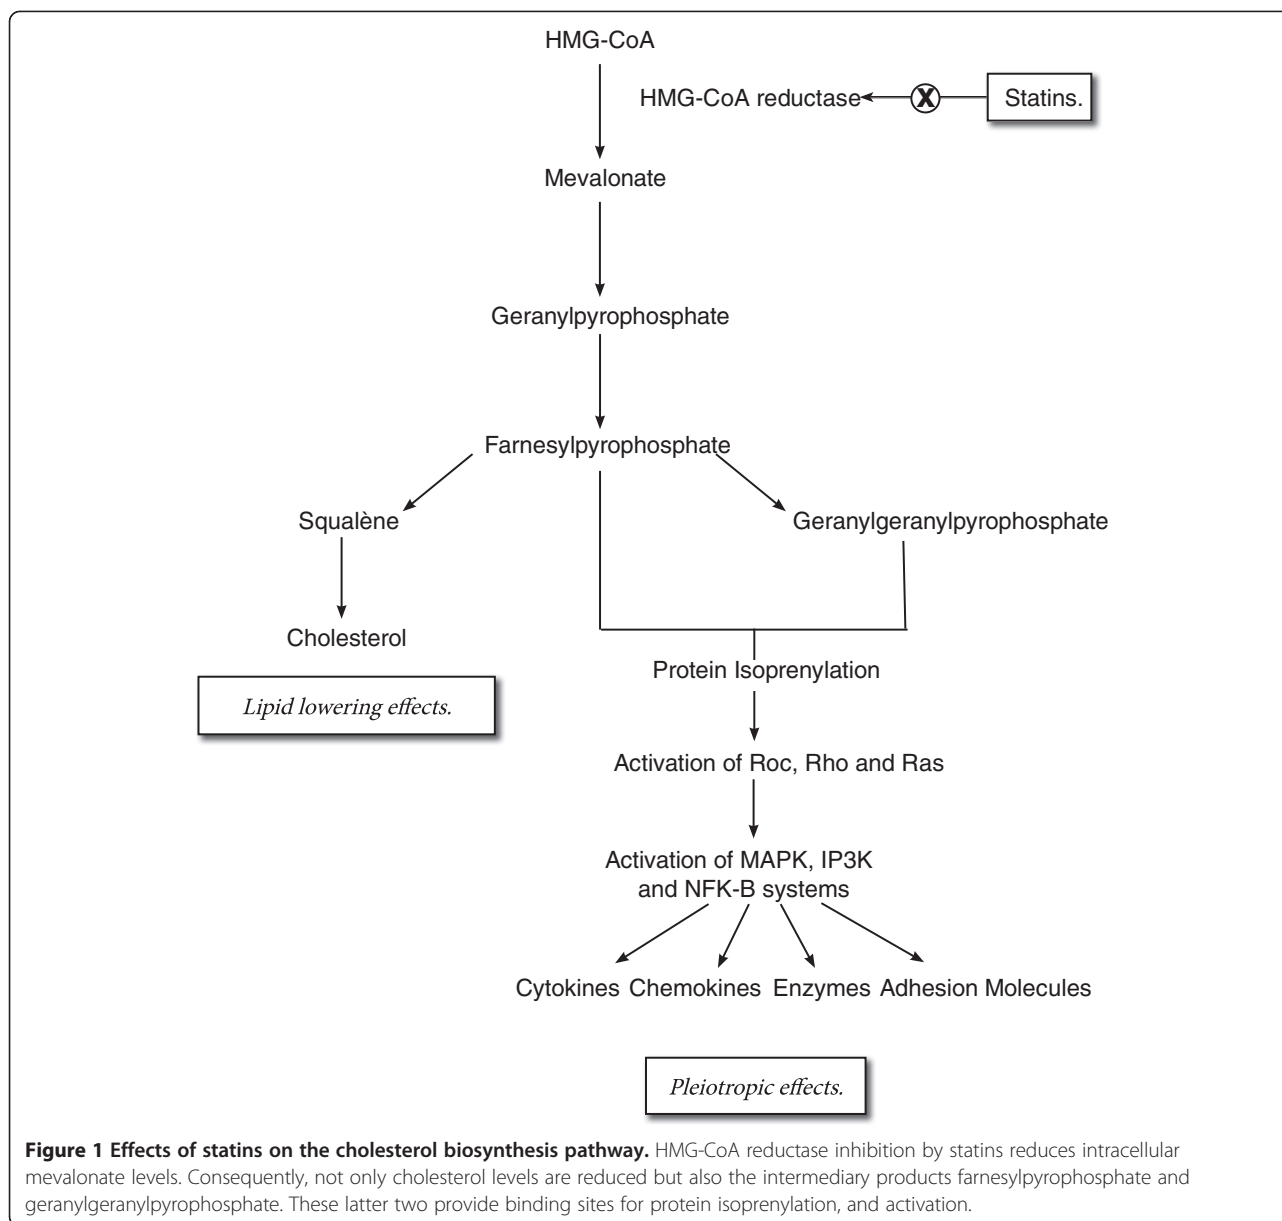 HMG-CoA
HMG-CoA reductase
X
Statins.
Mevalonate
Geranylpyrophosphate
Farnesylpyrophosphate
Squalène
Geranylgeranylpyrophosphate
Cholesterol
Protein Isoprenylation
Lipid lowering effects.
Activation of Roc, Rho and Ras
Activation of MAPK, IP3K
and NFK-B systems
Cytokines Chemokines Enzymes Adhesion Molecules
Pleiotropic effects.
Figure 1 Effects of statins on the cholesterol biosynthesis pathway. HMG-CoA reductase inhibition by statins reduces intracellular
mevalonate levels. Consequently, not only cholesterol levels are reduced but also the intermediary products farnesylpyrophosphate and
geranylgeranylpyrophosphate. These latter two provide binding sites for protein isoprenylation, and activation.